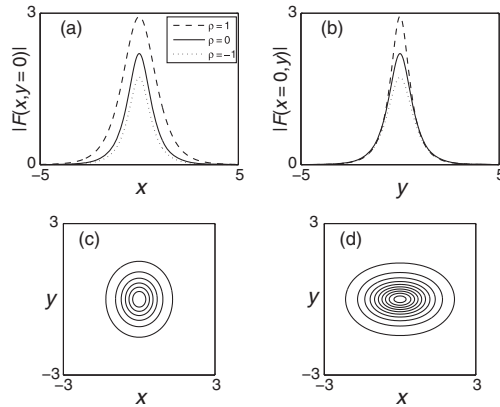 3
(a)
ρ = 1
ρ = 0
ρ = −1
|F(x,y = 0)|
0
−5
x
5
3
(b)
|F(x = 0,y)|
0
−5
y
5
3
(c)
y
−3
−3
x
3
3
(d)
y
−3
−3
x
3